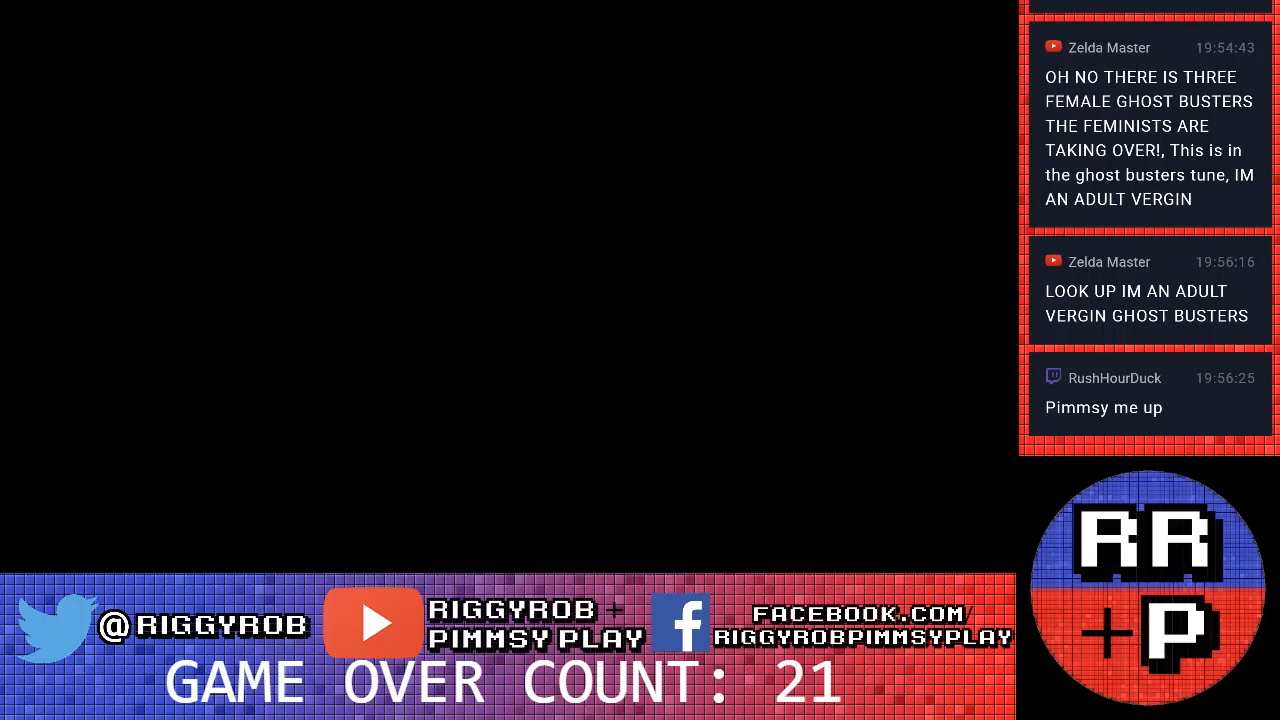 Zelda Master 19:54:43
OH NO THERE IS THREE
FEMALE GHOST BUSTERS
THE FEMINISTS ARE
TAKING OVER!, This is in
the ghost busters tune, IM
AN ADULT VERGIN
Zelda Master 19:56:16
LOOK UP IM AN ADULT
VERGIN GHOST BUSTERS
RushHourDuck 19:56:25
Pimmsy me up
RR
+P
@RIGGYROB
RIGGYROB +
PIMMSY PLAY
FACEBOOK.COM/
RIGGYROBPIMMSYPLAY
GAME OVER COUNT: 21